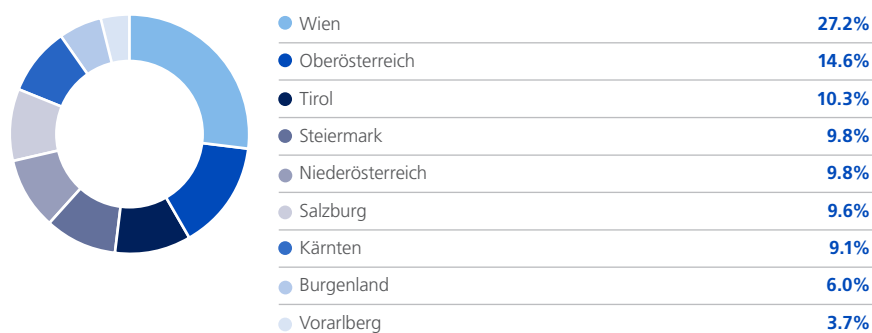 Wien 27.2%
Oberösterreich 14.6%
Tirol 10.3%
Steiermark 9.8%
Niederösterreich 9.8%
Salzburg 9.6%
Kärnten 9.1%
Burgenland 6.0%
Vorarlberg 3.7%